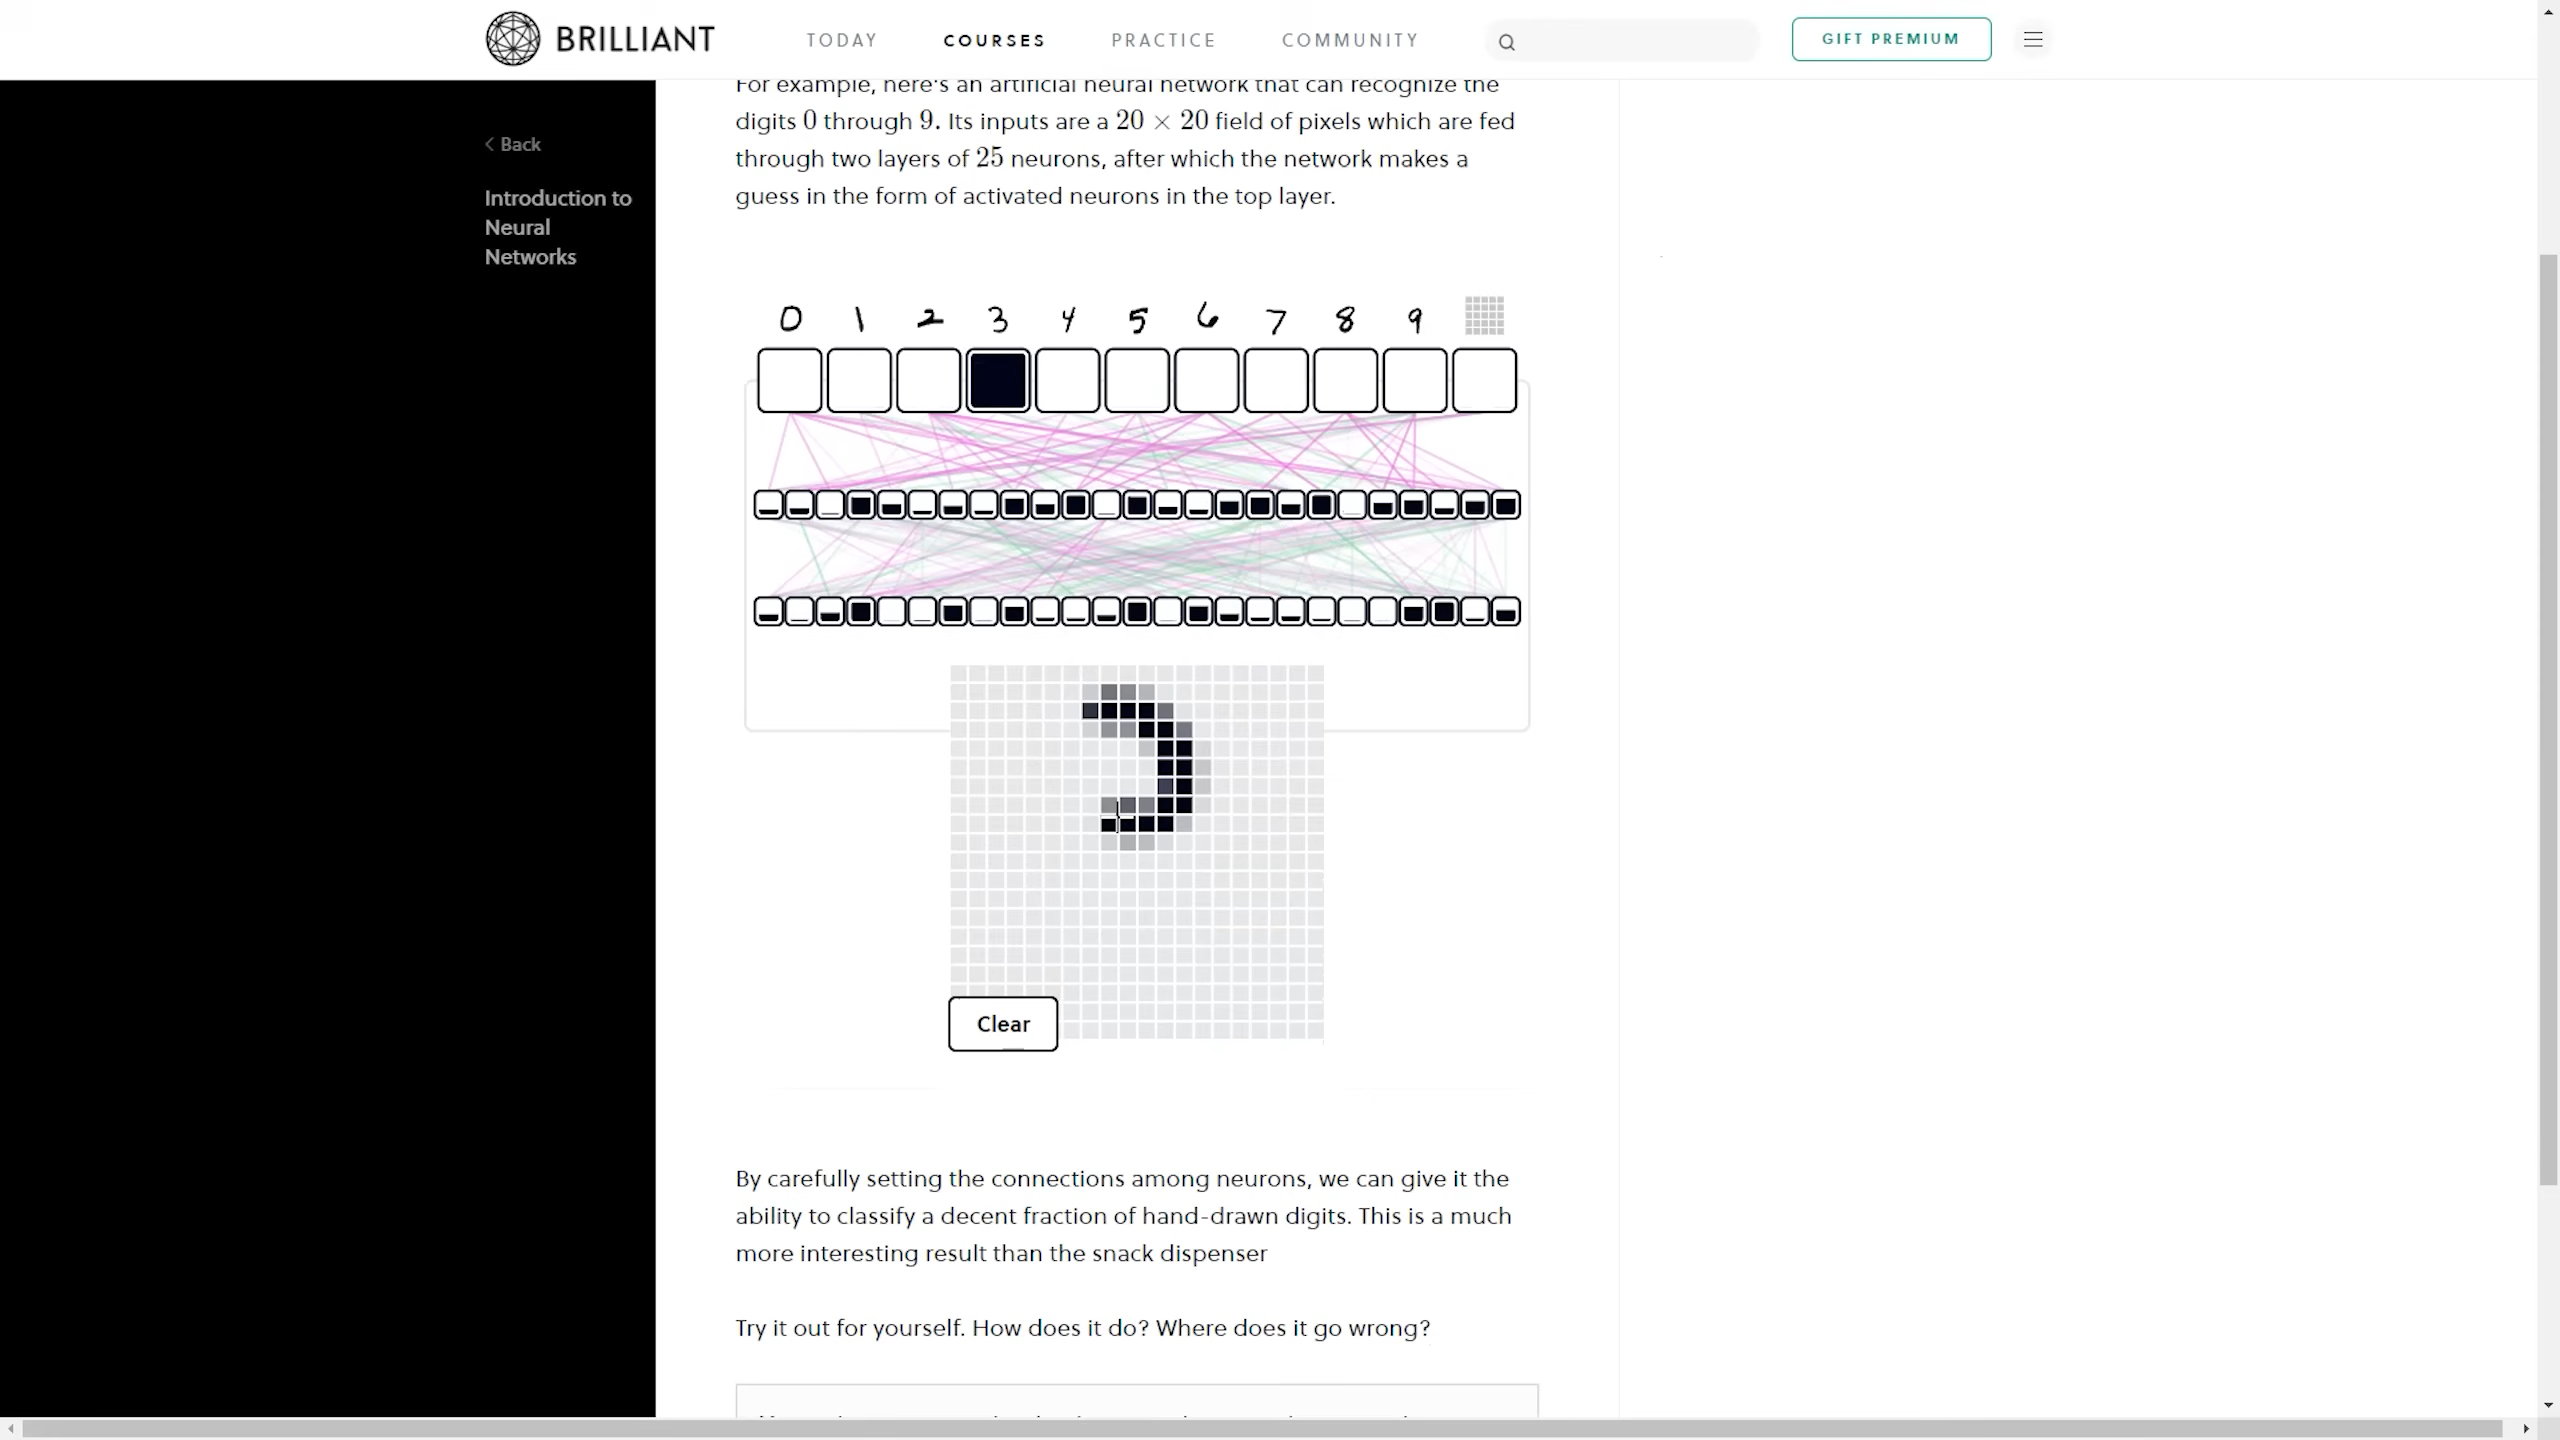 BRILLIANT
TODAY
COURSES
PRACTICE
COMMUNITY
GIFT PREMIUM
Back
Introduction to
Neural
Networks
For example, here's an artificial neural network that can recognize the
digits 0 through 9. Its inputs are a 20 × 20 field of pixels which are fed
through two layers of 25 neurons, after which the network makes a
guess in the form of activated neurons in the top layer.
0 1 2 3 4 5 6 7 8 9
Clear
By carefully setting the connections among neurons, we can give it the
ability to classify a decent fraction of hand-drawn digits. This is a much
more interesting result than the snack dispenser
Try it out for yourself. How does it do? Where does it go wrong?